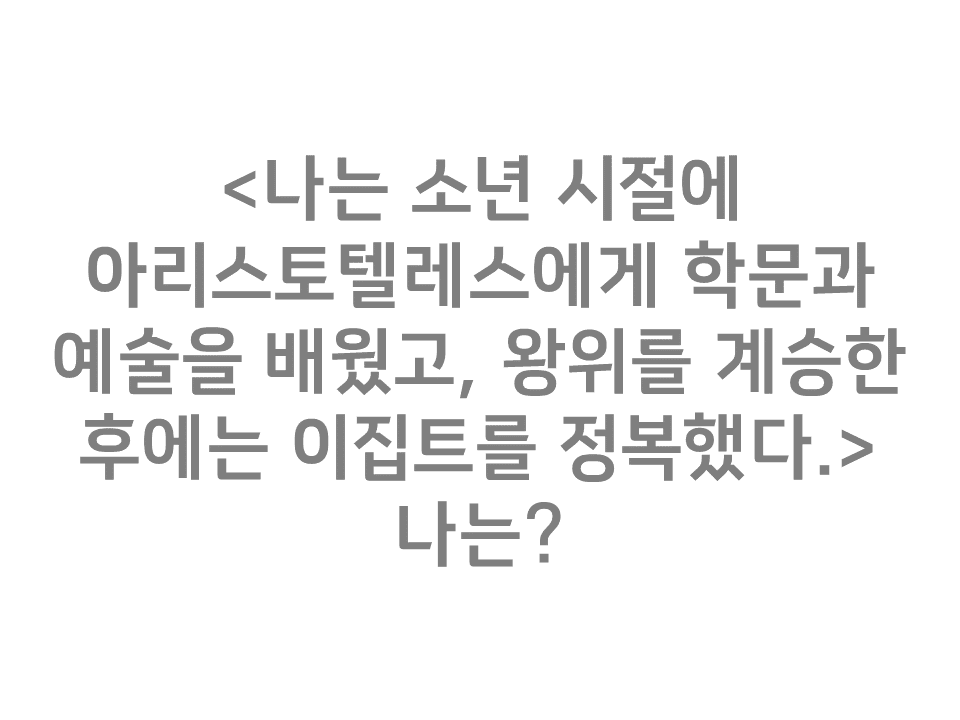 <나는 소년 시절에
아리스토텔레스에게 학문과
예술을 배웠고, 왕위를 계승한
후에는 이집트를 정복했다.>
나는?